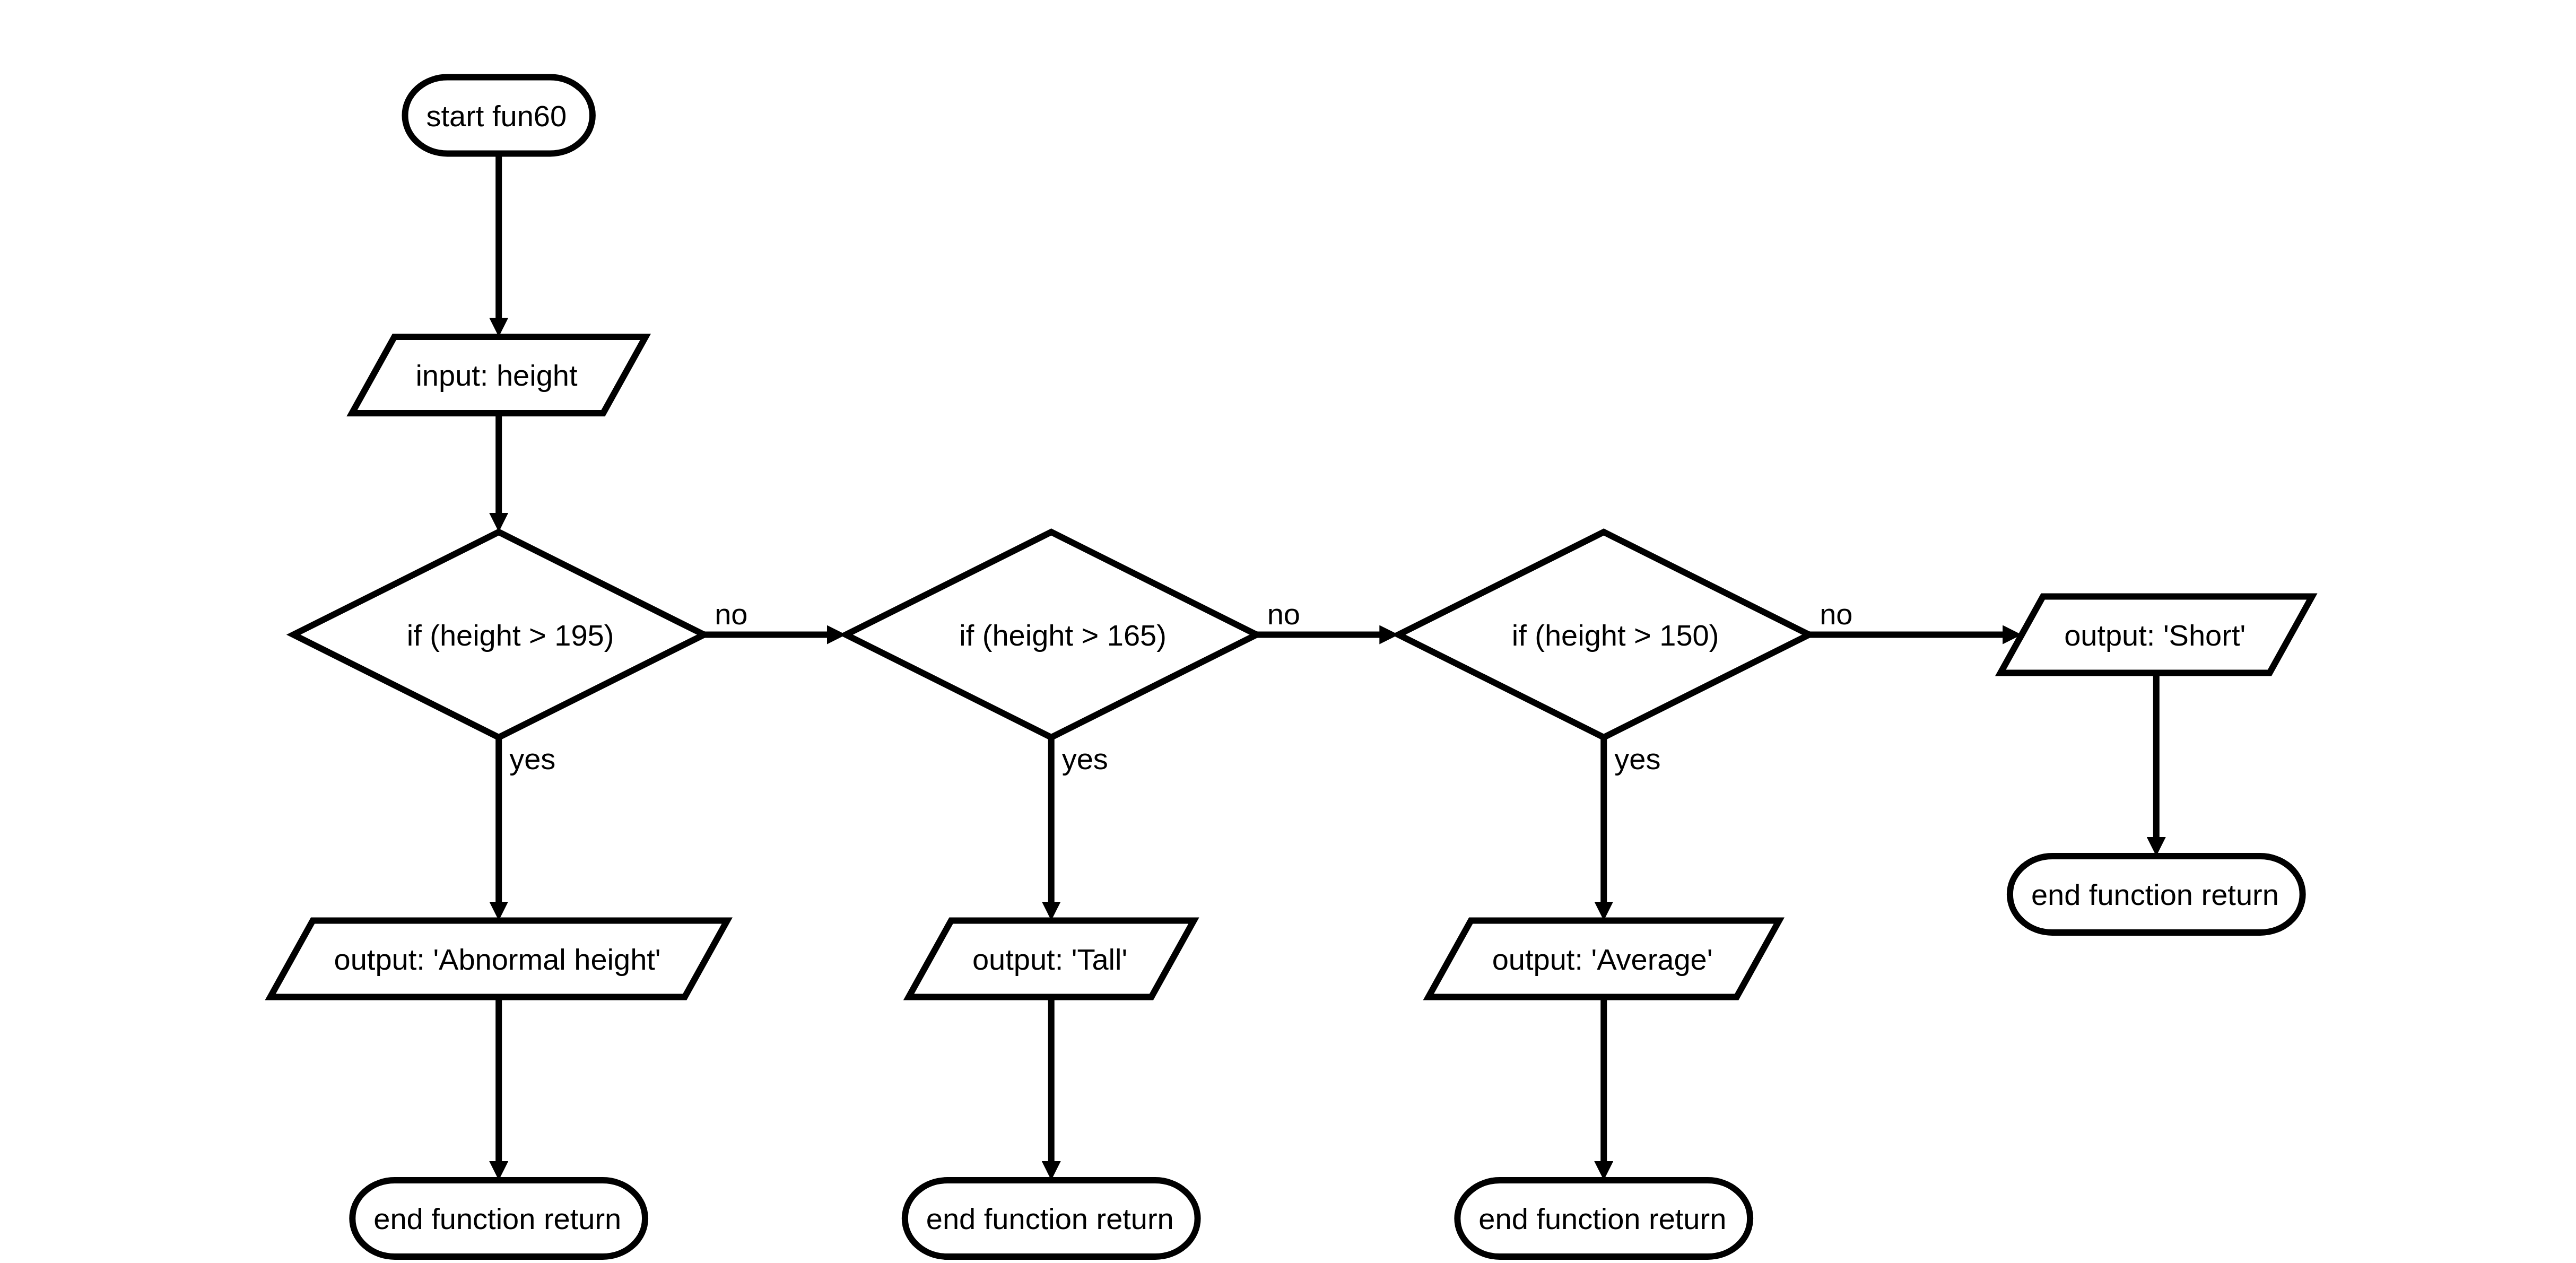 start fun60
input: height
if (height > 195)
no
if (height > 165)
no
if (height > 150)
no
output: 'Short'
yes
yes
yes
end function return
output: 'Abnormal height'
output: 'Tall'
output: 'Average'
end function return
end function return
end function return